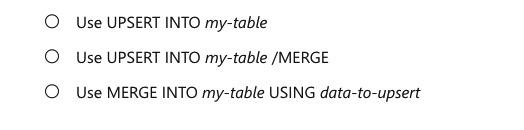 Use UPSERT INTO my-table
Use UPSERT INTO my-table /MERGE
Use MERGE INTO my-table USING data-to-upsert